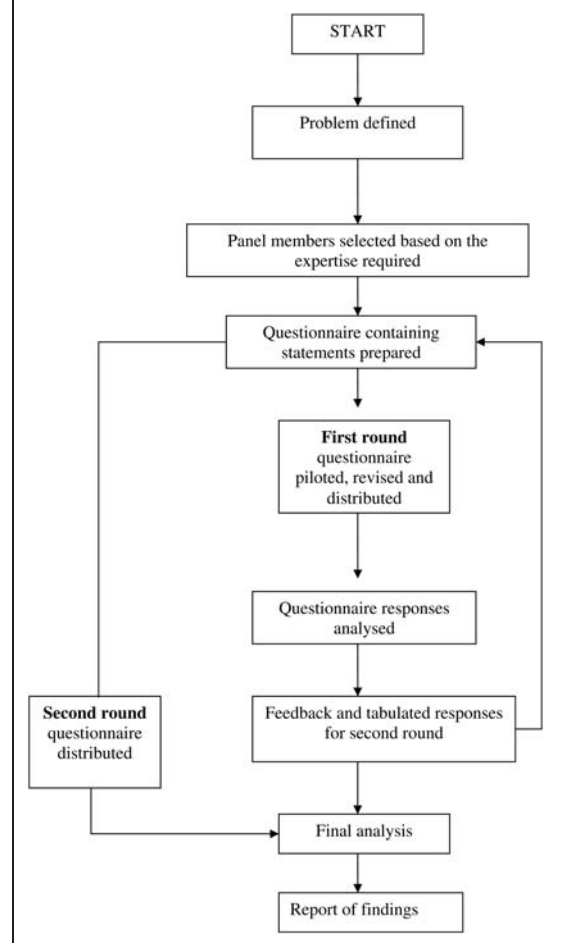 START
Problem defined
Panel members selected based on the
expertise required
Questionnaire containing
statements prepared
First round
questionnaire
piloted, revised and
distributed
Questionnaire responses
analysed
Second round
questionnaire
distributed
Feedback and tabulated responses
for second round
Final analysis
Report of findings